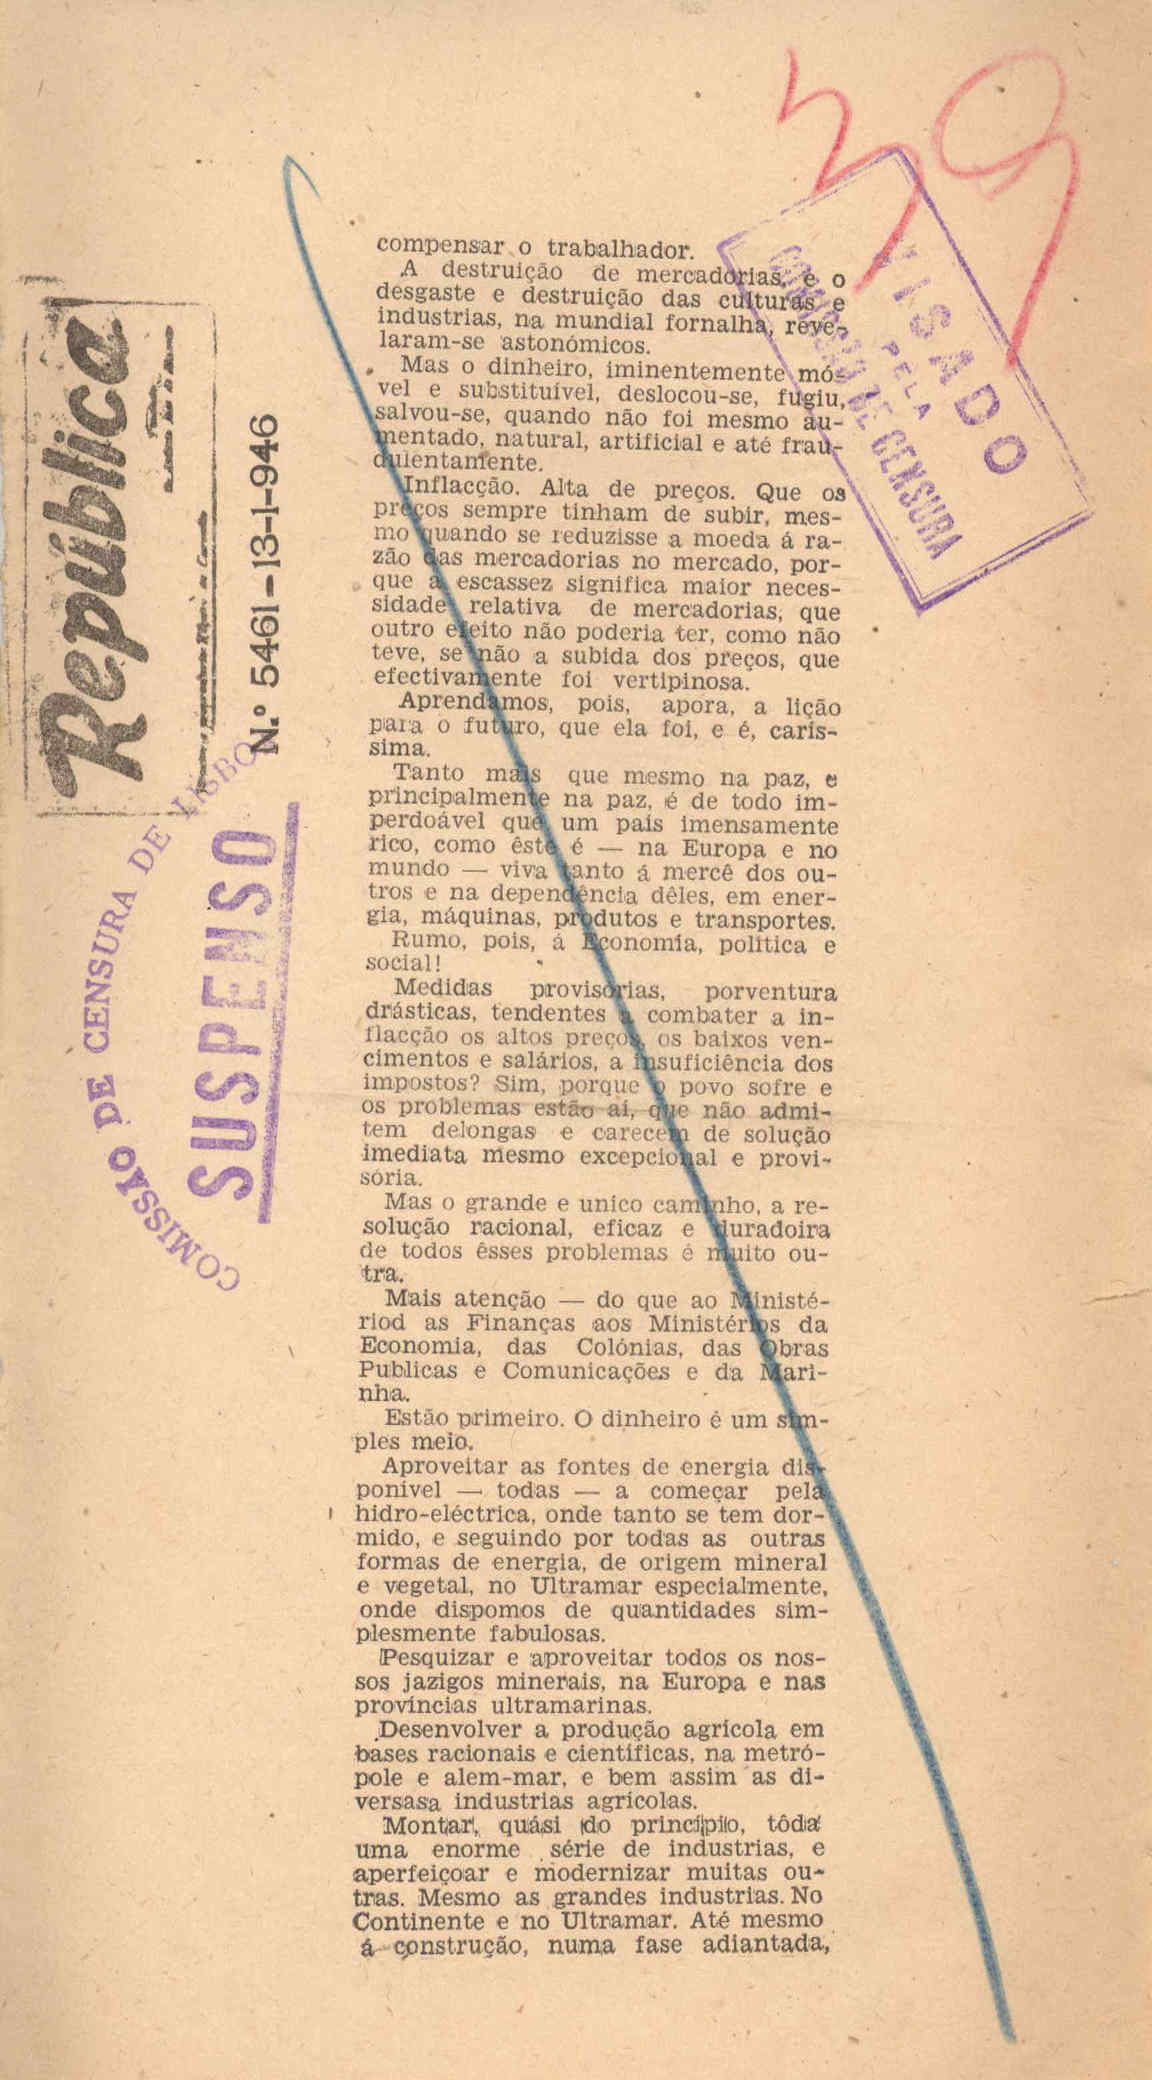 39
República
N.º 5461-13-1-946
COMISSÃO DE CENSURA DE LISBOA
SUSPENSO
VISADO
PELA
COMISSÃO DE CENSURA
compensar o trabalhador.
A destruição de mercadorias, e o
desgaste e destruição das culturas e
industrias, na mundial fornalha, reve-
laram-se astonómicos.
Mas o dinheiro, iminentemente mó-
vel e substituível, deslocou-se, fugiu,
salvou-se, quando não foi mesmo au-
mentado, natural, artificial e até frau-
dulentamente.
Inflacção. Alta de preços. Que os
preços sempre tinham de subir, mes-
mo quando se reduzisse a moeda á ra-
zão das mercadorias no mercado, por-
que a escassez significa maior neces-
sidade relativa de mercadorias, que
outro efeito não poderia ter, como não
teve, se não a subida dos preços, que
efectivamente foi vertipinosa.
Aprendamos, pois, apora, a lição
para o futuro, que ela foi, e é, carís-
sima.
Tanto mais que mesmo na paz, e
principalmente na paz, é de todo im-
perdoável que um país imensamente
rico, como êste é — na Europa e no
mundo — viva tanto á mercê dos ou-
tros e na dependência dêles, em ener-
gia, máquinas, produtos e transportes.
Rumo, pois, á Economia, política e
social!
Medidas provisórias, porventura
drásticas, tendentes a combater a in-
flacção os altos preços, os baixos ven-
cimentos e salários, a insuficiência dos
impostos? Sim, porque o povo sofre e
os problemas estão aí, que não admi-
tem delongas e carecem de solução
imediata mesmo excepcional e provi-
sória.
Mas o grande e unico caminho, a re-
solução racional, eficaz e duradoira
de todos êsses problemas é muito ou-
tra.
Mais atenção — do que ao Ministé-
riod as Finanças aos Ministérios da
Economia, das Colónias, das Obras
Publicas e Comunicações e da Mari-
nha.
Estão primeiro. O dinheiro é um sim-
ples meio.
Aproveitar as fontes de energia dis-
ponível — todas — a começar pela
hidro-eléctrica, onde tanto se tem dor-
mido, e seguindo por todas as outras
formas de energia, de origem mineral
e vegetal, no Ultramar especialmente,
onde dispomos de quantidades sim-
plesmente fabulosas.
Pesquizar e aproveitar todos os nos-
sos jazigos minerais, na Europa e nas
províncias ultramarinas.
Desenvolver a produção agrícola em
bases racionais e científicas, na metró-
pole e alem-mar, e bem assim as di-
versasa industrias agrícolas.
Montar, quási do princípio, tôda
uma enorme série de industrias, e
aperfeiçoar e modernizar muitas ou-
tras. Mesmo as grandes industrias. No
Continente e no Ultramar. Até mesmo
á construção, numa fase adiantada,